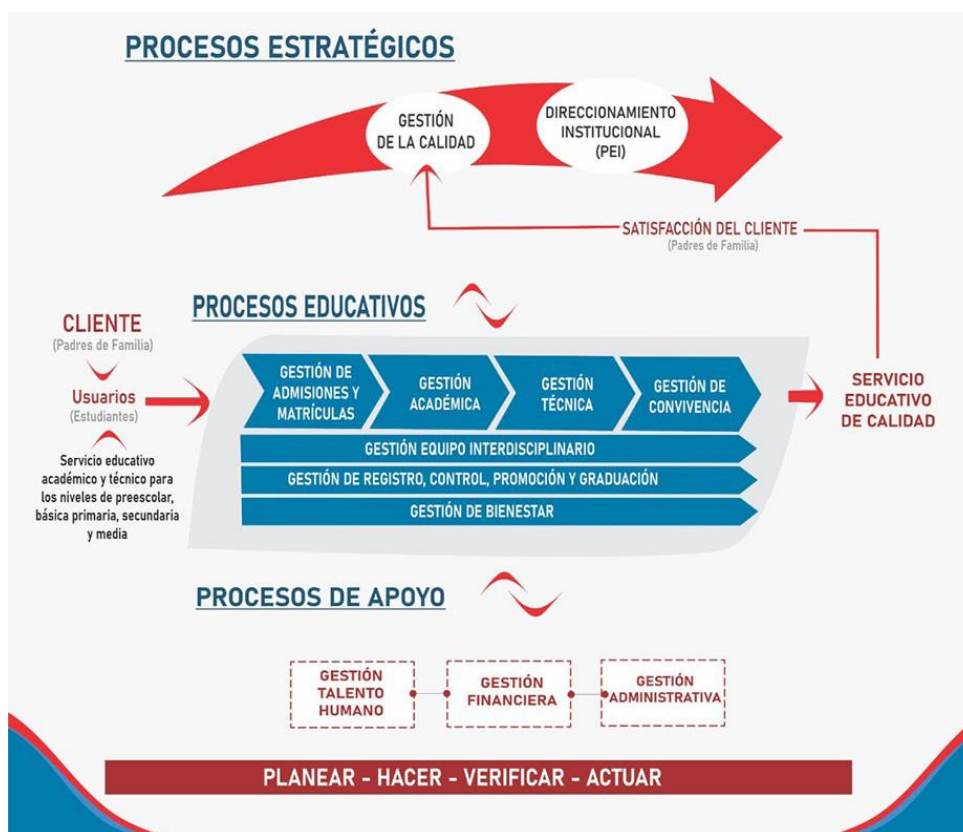 PROCESOS ESTRATÉGICOS
GESTIÓN
DE LA CALIDAD
DIRECCIONAMIENTO
INSTITUCIONAL
(PEI)
SATISFACCIÓN DEL CLIENTE
(Padres de Familia)
PROCESOS EDUCATIVOS
CLIENTE
(Padres de Familia)
Usuarios
(Estudiantes)
Servicio educativo
académico y técnico para
los niveles de preescolar,
básica primaria, secundaria
y media
GESTIÓN DE
ADMISIONES Y
MATRÍCULAS
GESTIÓN
ACADÉMICA
GESTIÓN
TÉCNICA
GESTIÓN DE
CONVIVENCIA
GESTIÓN EQUIPO INTERDISCIPLINARIO
GESTIÓN DE REGISTRO, CONTROL, PROMOCIÓN Y GRADUACIÓN
GESTIÓN DE BIENESTAR
SERVICIO
EDUCATIVO
DE CALIDAD
PROCESOS DE APOYO
GESTIÓN
TALENTO
HUMANO
GESTIÓN
FINANCIERA
GESTIÓN
ADMINISTRATIVA
PLANEAR - HACER - VERIFICAR - ACTUAR